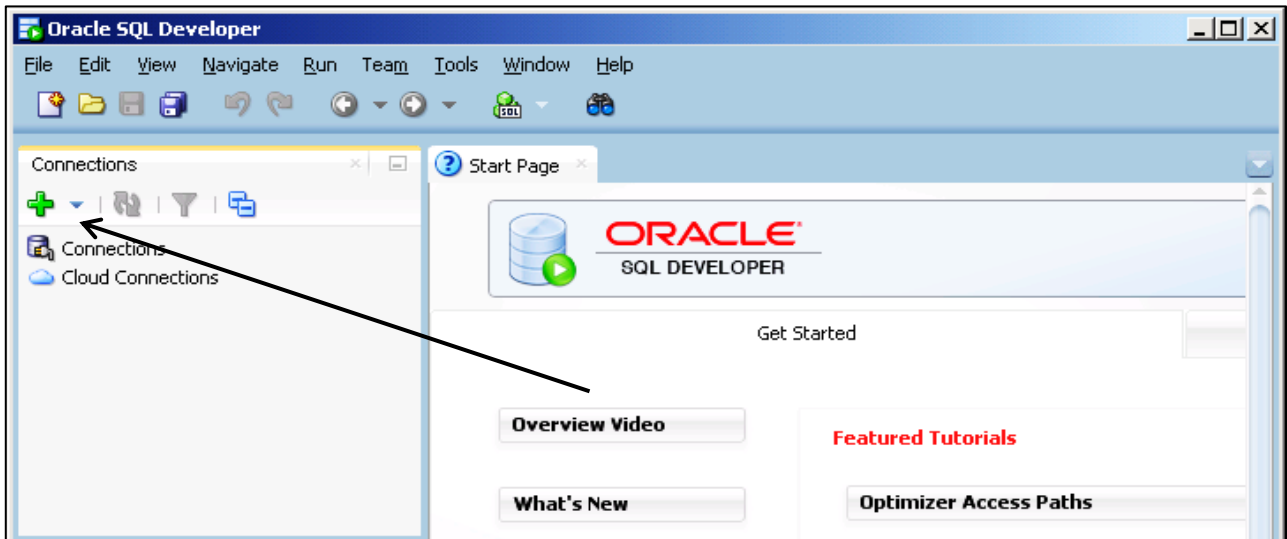 Oracle SQL Developer
File Edit View Navigate Run Team Tools Window Help
SQL
Connections
Start Page
Connections
Cloud Connections
ORACLE
SQL DEVELOPER
Get Started
Overview Video
Featured Tutorials
What's New
Optimizer Access Paths